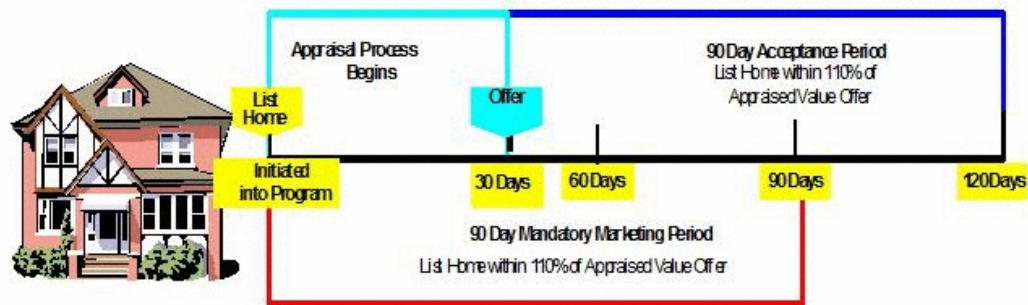 Appraisal Process
Begins
90 Day Acceptance Period
List Home within 110% of
Appraised Value Offer
List
Home
Offer
Initiated
into Program
30 Days
60 Days
90 Days
120 Days
90 Day Mandatory Marketing Period
List Home within 110% of Appraised Value Offer